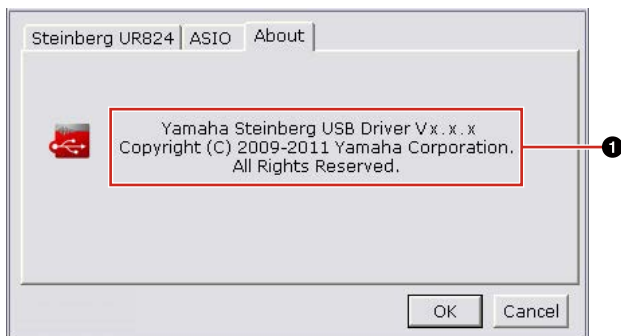 Steinberg UR824 ASIO About
Yamaha Steinberg USB Driver Vx.x.x
Copyright (C) 2009-2011 Yamaha Corporation.
All Rights Reserved.
1
OK Cancel